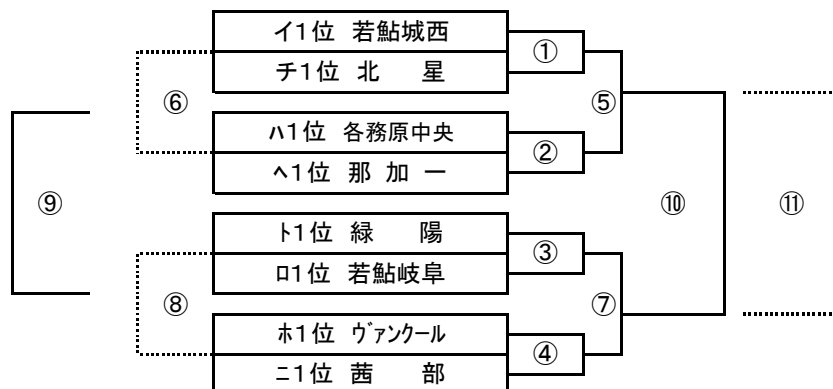 イ1位 若鮎城西
①
チ1位 北 星
⑥
⑤
ハ1位 各務原中央
②
ヘ1位 那加一
⑨
⑩
⑪
ト1位 緑 陽
③
ロ1位 若鮎岐阜
⑧
⑦
ホ1位 ヴァンクール
④
ニ1位 茜 部